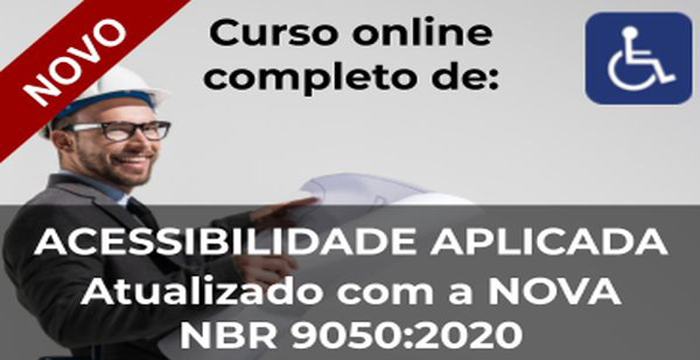 NOVO
Curso online
completo de:
ACESSIBILIDADE APLICADA
Atualizado com a NOVA
NBR 9050:2020